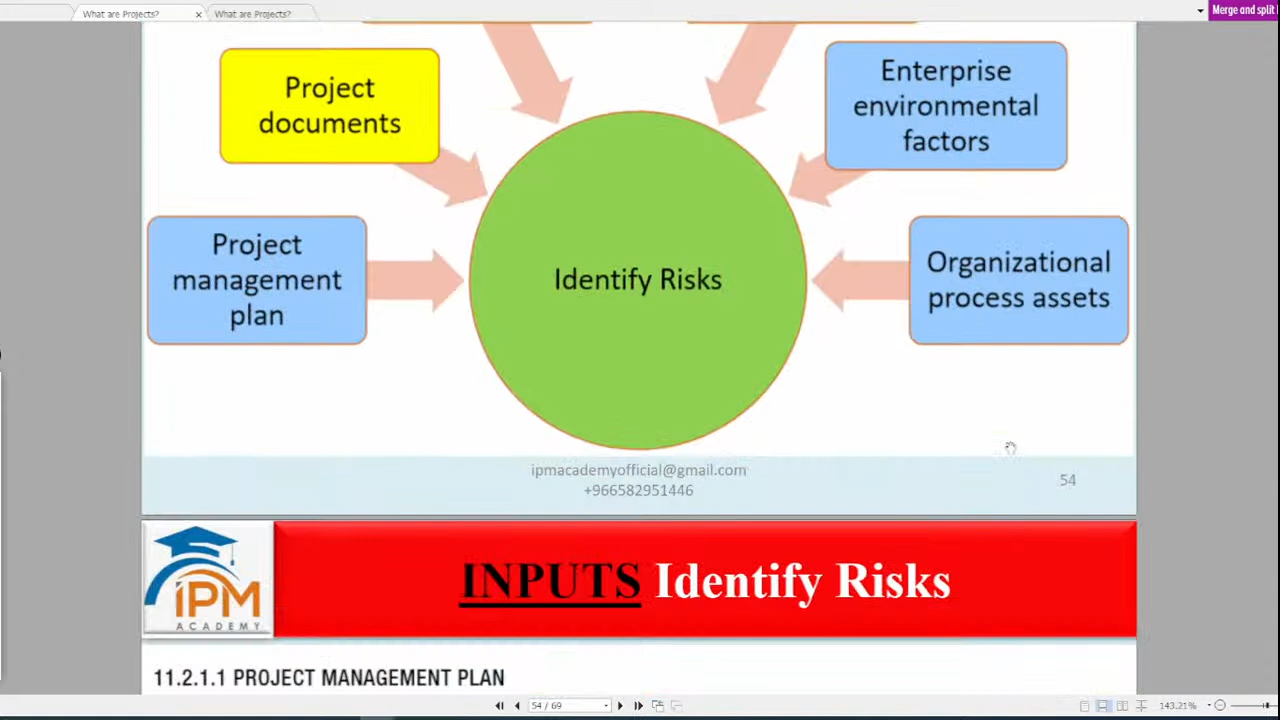 What are Projects?
What are Projects?
Merge and split
Project
documents
Enterprise
environmental
factors
Project
management
plan
Identify Risks
Organizational
process assets
ipmacademyofficial@gmail.com
+966582951446
54
iPM
ACADEMY
INPUTS Identify Risks
11.2.1.1 PROJECT MANAGEMENT PLAN
54 / 69
143.21%